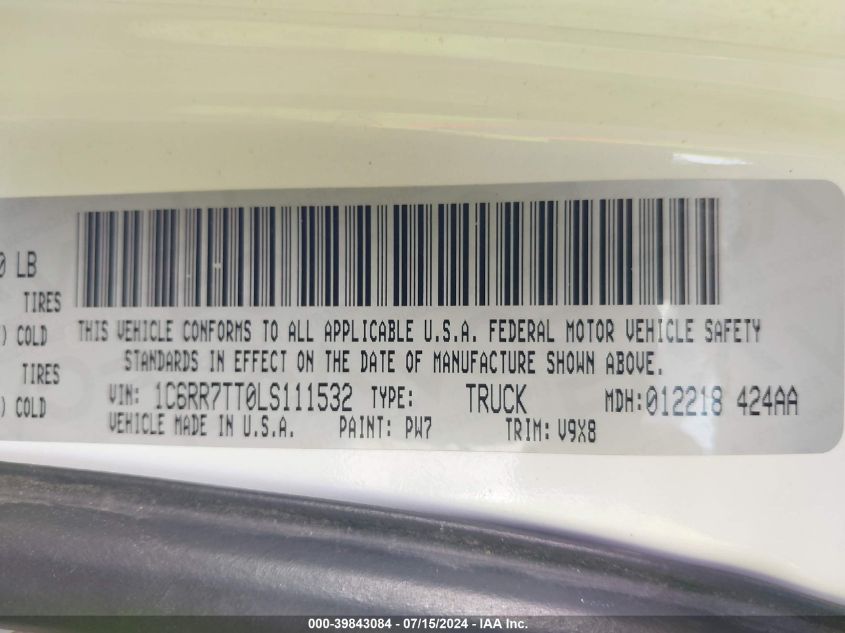 0 LB
TIRES
) COLD
TIRES
) COLD
THIS VEHICLE CONFORMS TO ALL APPLICABLE U.S.A. FEDERAL MOTOR VEHICLE SAFETY
STANDARDS IN EFFECT ON THE DATE OF MANUFACTURE SHOWN ABOVE.
VIN: 1C6RR7TT0LS111532 TYPE: TRUCK MDH:012218 424AA
VEHICLE MADE IN U.S.A. PAINT: PW7 TRIM: V9X8
000-39843084 - 07/15/2024 - IAA Inc.